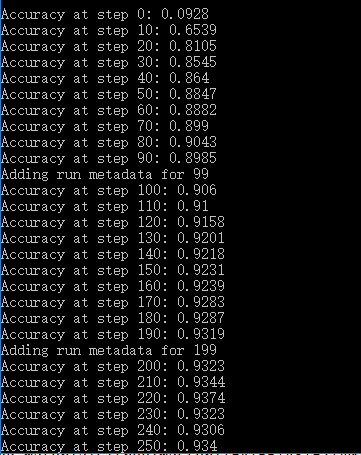 Accuracy at step 0: 0.0928
Accuracy at step 10: 0.6539
Accuracy at step 20: 0.8105
Accuracy at step 30: 0.8545
Accuracy at step 40: 0.864
Accuracy at step 50: 0.8847
Accuracy at step 60: 0.8882
Accuracy at step 70: 0.899
Accuracy at step 80: 0.9043
Accuracy at step 90: 0.8985
Adding run metadata for 99
Accuracy at step 100: 0.906
Accuracy at step 110: 0.91
Accuracy at step 120: 0.9158
Accuracy at step 130: 0.9201
Accuracy at step 140: 0.9218
Accuracy at step 150: 0.9231
Accuracy at step 160: 0.9239
Accuracy at step 170: 0.9283
Accuracy at step 180: 0.9287
Accuracy at step 190: 0.9319
Adding run metadata for 199
Accuracy at step 200: 0.9323
Accuracy at step 210: 0.9344
Accuracy at step 220: 0.9374
Accuracy at step 230: 0.9323
Accuracy at step 240: 0.9306
Accuracy at step 250: 0.934